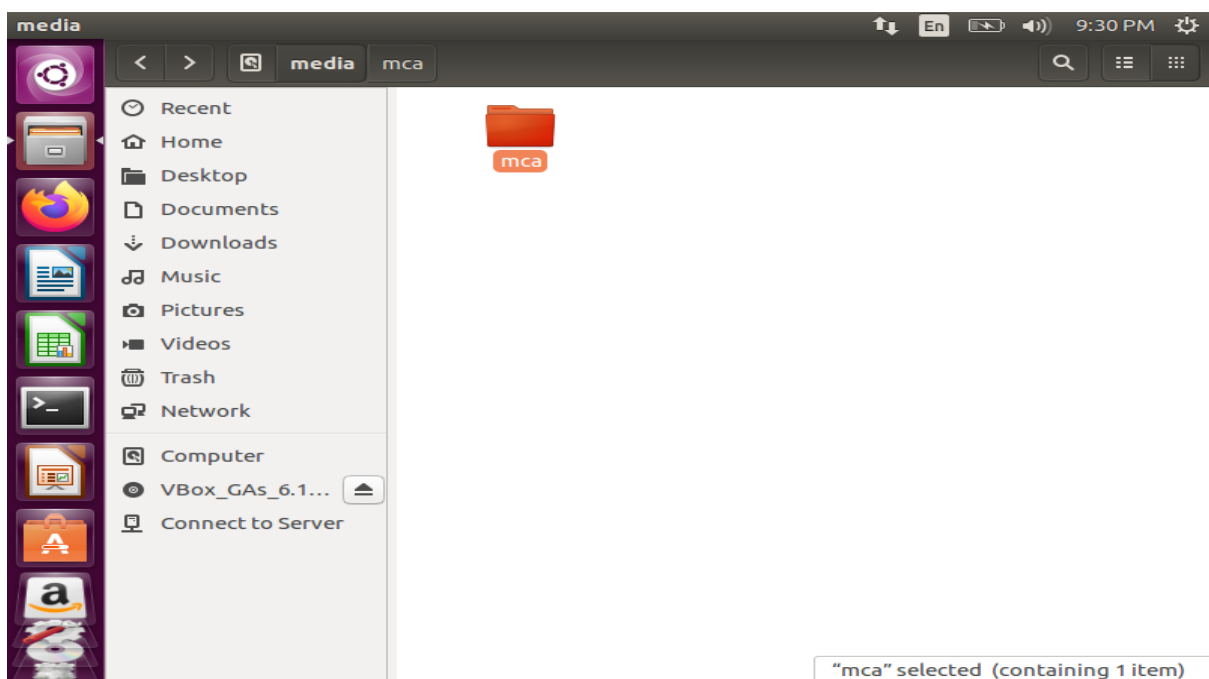 media
En
9:30 PM
media mca
Recent
Home
Desktop
Documents
Downloads
Music
Pictures
Videos
Trash
Network
Computer
VBox_GAs_6.1...
Connect to Server
mca
"mca" selected (containing 1 item)